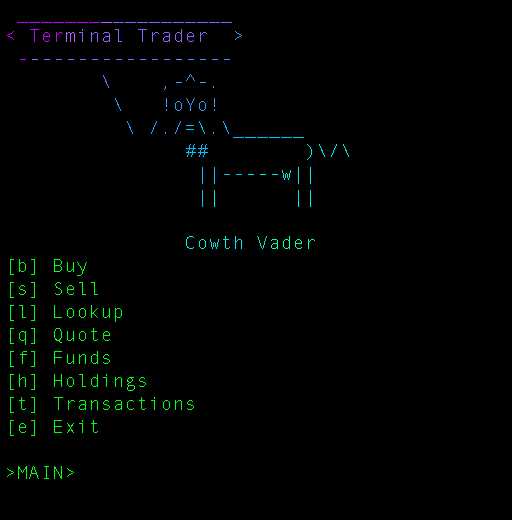 __________________
< Terminal Trader  >
 ------------------
        \    ,-^-.
         \   !oYo!
          \ /./=\.\______
               ##        )\/\
                ||-----w||
                ||      ||

               Cowth Vader
[b] Buy
[s] Sell
[l] Lookup
[q] Quote
[f] Funds
[h] Holdings
[t] Transactions
[e] Exit

>MAIN>